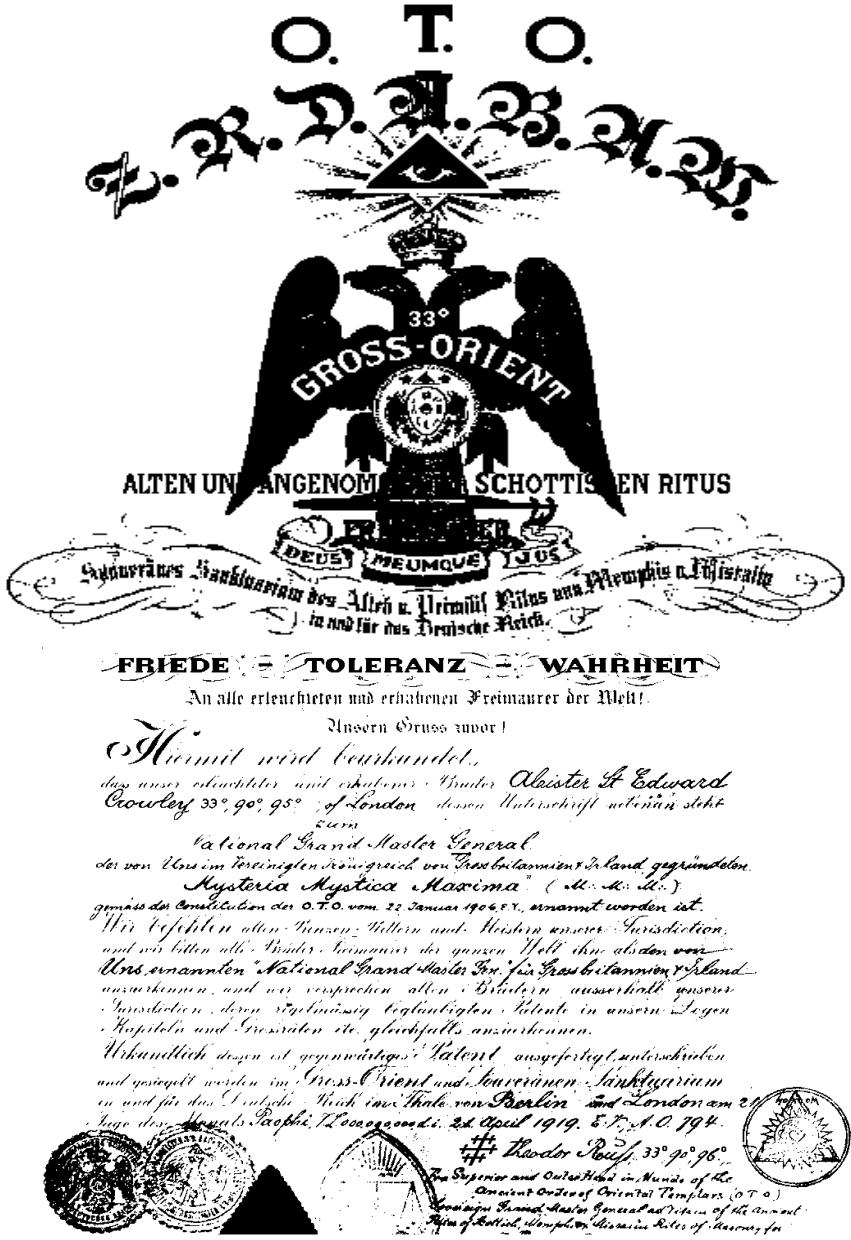 O. T. O.
Z. R. D. A. B. A. W.
33°
GROSS-ORIENT
ALTEN UN ANGENOM SCHOTTIS EN RITUS
DEUS MEUMQUE JUS
Souveränes Sanktuarium des Alten u. Primitif Ritus von Memphis u. Misraim
in und für das Deutsche Reich.
FRIEDE - TOLERANZ - WAHRHEIT
An alle erleuchteten und erhabenen Freimaurer der Welt!
Unsern Gruss zuvor!
Hiermit wird beurkundet,
dass unser erleuchteter und erhabener Bruder Aleister St Edward
Crowley 33°, 90°, 95° of London dessen Unterschrift nebenan steht
zum
National Grand Master General
der von Uns im Vereinigten Königreich von Grossbritannien & Irland gegründeten
Mysteria Mystica Maxima" (M∴ M∴ M∴)
gemäss der Constitution der O.T.O. vom 22. Januar 1906 E.V., ernannt worden ist.
Wir befehlen allen Rittern und Meistern unserer Jurisdiction,
und wir bitten alle Brüder Freimaurer der ganzen Welt ihn als den von
Uns ernannten "National Grand Master Gen." für Grossbritannien & Irland
anzuerkennen, und wir versprechen allen Brüdern ausserhalb unserer
Jurisdiction, deren regelmässig beglaubigten Patente in unsern Logen
Kapiteln und Grossräten etc. gleichfalls anzuerkennen.
Urkundlich dessen ist gegenwärtiges Patent ausgefertigt, unterschrieben
und gesiegelt worden im Gross-Orient und Souveränen Sanktuarium
in und für das Deutsche Reich im Thale von Berlin und London am 21
Tage des Monats Paophi, d.i. 21 April 1919. E.V., A.O. 794.
Theodor Reuss, 33° 90° 96°
Superior and Outer Head in Mundo of the
Ancient Order of Oriental Templars (O T O)
Sovereign Grand Master General ad Vitam of the Ancient
Rites of Scottish, Memphis & Misraim Rites of Masonry for